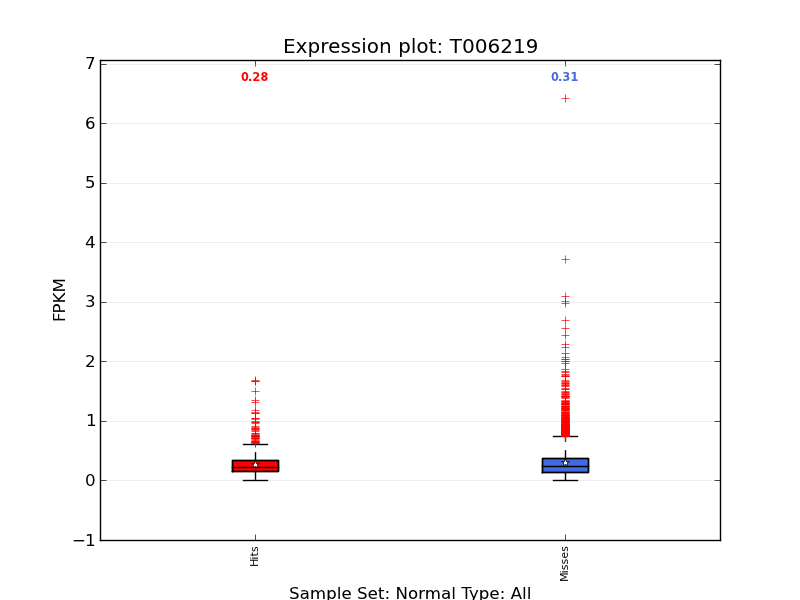 Expression plot: T006219
0.28 0.31
7
6
5
4
3
2
1
0
−1
FPKM
Hits
Misses
Sample Set: Normal Type: All